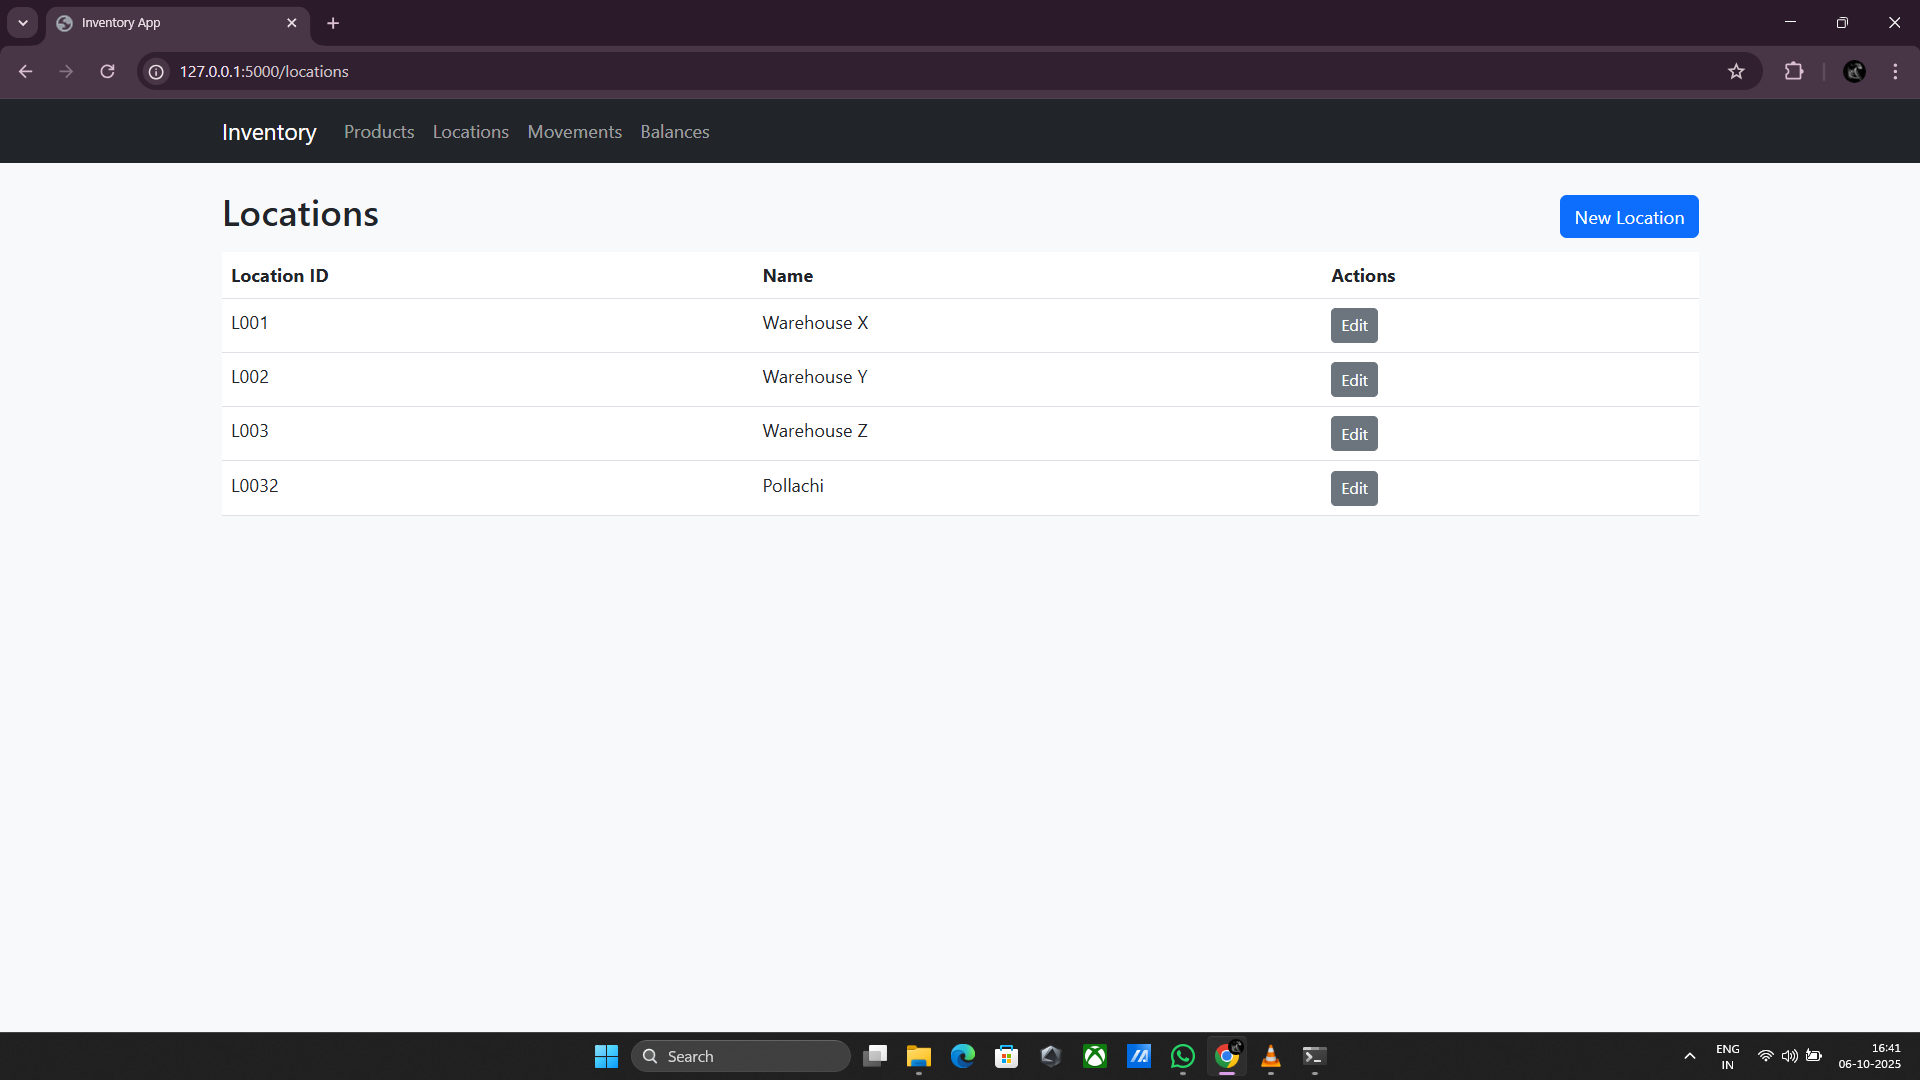 Inventory App
127.0.0.1:5000/locations
Inventory Products Locations Movements Balances
Locations New Location
Location ID Name Actions
L001 Warehouse X Edit
L002 Warehouse Y Edit
L003 Warehouse Z Edit
L0032 Pollachi Edit
Search
ENG 16:41
IN 06-10-2025